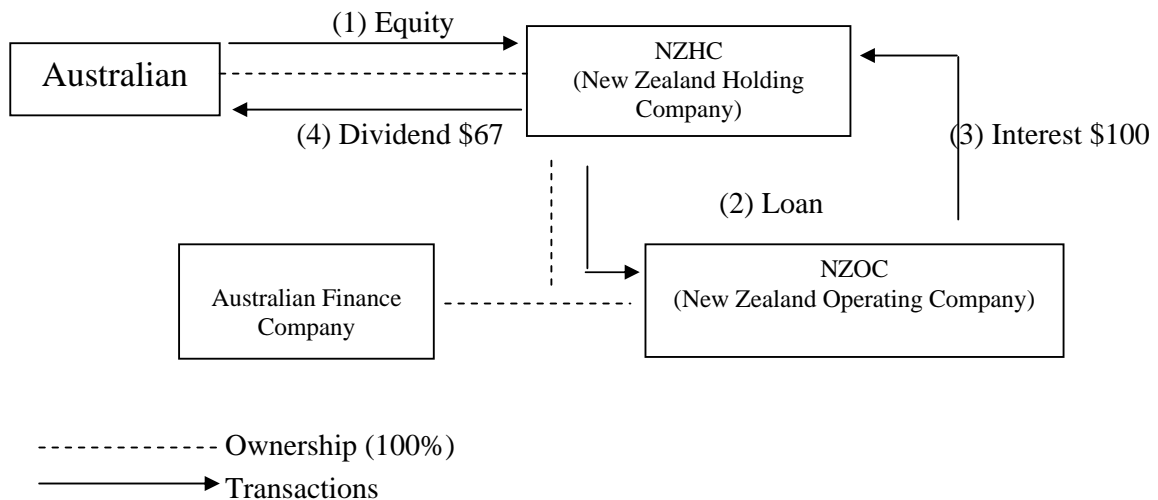 (1) Equity
Australian
NZHC
(New Zealand Holding
Company)
(4) Dividend $67
(3) Interest $100
(2) Loan
Australian Finance
Company
NZOC
(New Zealand Operating Company)
Ownership (100%)
Transactions